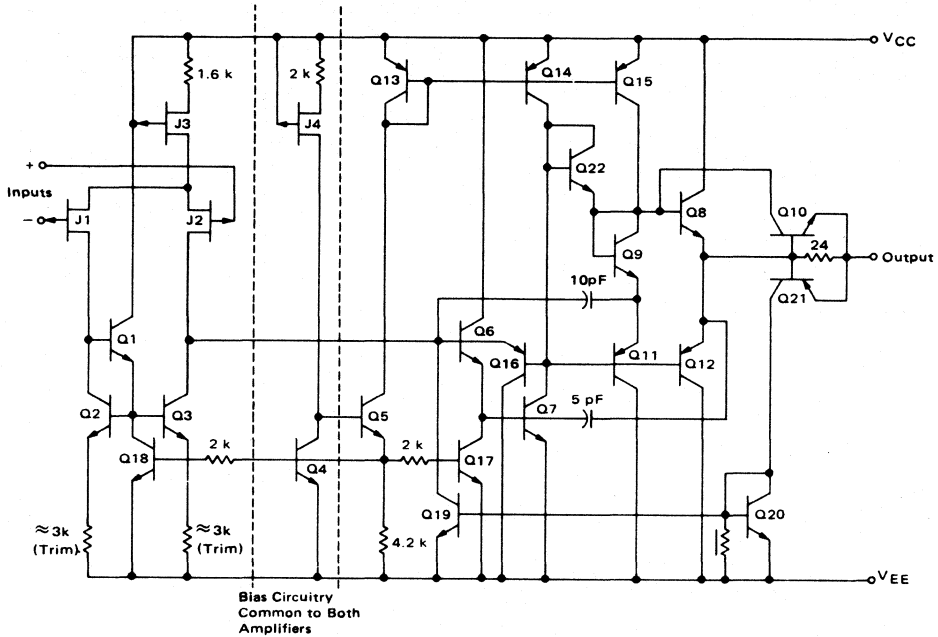 VCC
1.6 k
2 k
Q13
Q14
Q15
J3
J4
+
Inputs
Q22
−
J1
J2
Q8
Q10
24
Output
Q9
10pF
Q21
Q1
Q6
Q16
Q11
Q12
Q2
Q3
Q5
Q7
5 pF
2 k
2 k
Q18
Q4
Q17
Q19
Q20
≈3k
(Trim)
≈3k
(Trim)
4.2 k
VEE
Bias Circuitry
Common to Both
Amplifiers